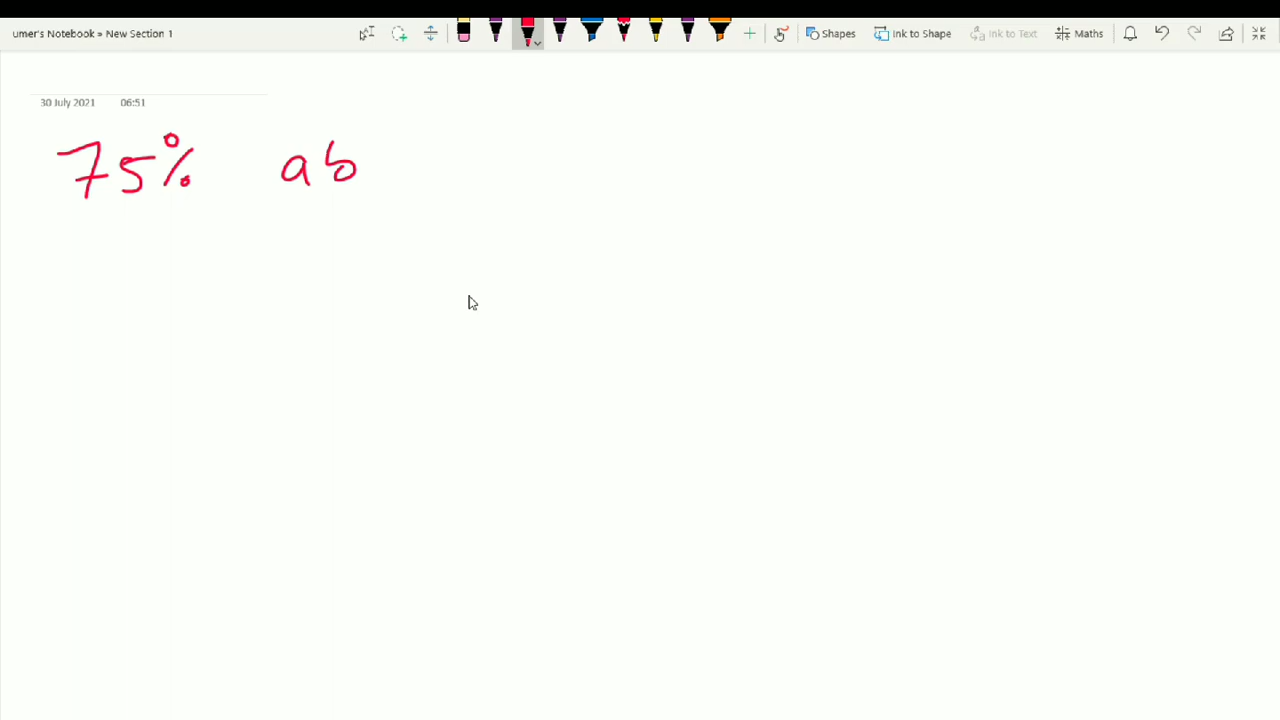 umer's Notebook » New Section 1 Shapes Ink to Shape Ink to Text Maths
30 July 2021 06:51
75% ab